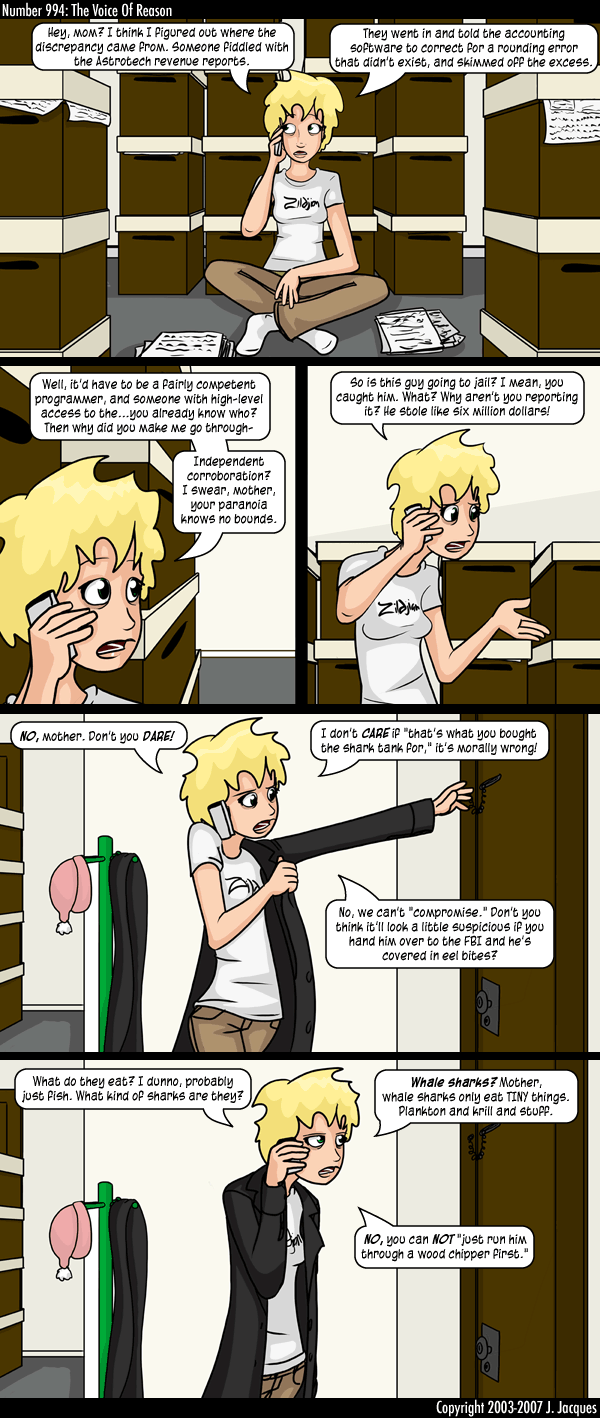 Number 994: The Voice Of Reason
Hey, mom? I think I figured out where the
discrepancy came from. Someone fiddled with
the Astrotech revenue reports.
They went in and told the accounting
software to correct for a rounding error
that didn't exist, and skimmed off the excess.
Zildjian
Well, it'd have to be a fairly competent
programmer, and someone with high-level
access to the...you already know who?
Then why did you make me go through-
Independent
corroboration?
I swear, mother,
your paranoia
knows no bounds.
So is this guy going to jail? I mean, you
caught him. What? Why aren't you reporting
it? He stole like six million dollars!
Zildjian
NO, mother. Don't you DARE!
I don't CARE if "that's what you bought
the shark tank for," it's morally wrong!
No, we can't "compromise." Don't you
think it'll look a little suspicious if you
hand him over to the FBI and he's
covered in eel bites?
What do they eat? I dunno, probably
just fish. What kind of sharks are they?
Whale sharks? Mother,
whale sharks only eat TINY things.
Plankton and krill and stuff.
NO, you can NOT "just run him
through a wood chipper first."
Copyright 2003-2007 J. Jacques